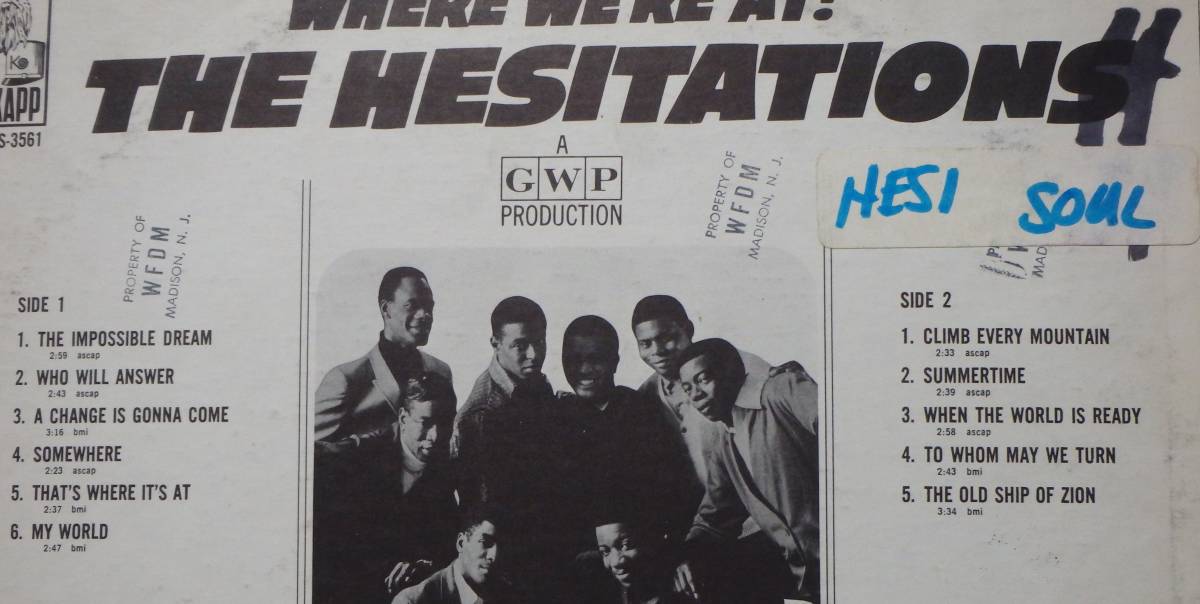 WHERE WE'RE AT!
THE HESITATIONS
H
KO
KAPP
S-3561
A
GWP
PRODUCTION
PROPERTY OF
WFDM
MADISON, N. J.
PROPERTY OF
WFDM
MADISON, N. J.
HESI SOUL
SIDE 1
1. THE IMPOSSIBLE DREAM
2:59 ascap
2. WHO WILL ANSWER
2:43 ascap
3. A CHANGE IS GONNA COME
3:16 bmi
4. SOMEWHERE
2:23 ascap
5. THAT'S WHERE IT'S AT
2:37 bmi
6. MY WORLD
2:47 bmi
SIDE 2
1. CLIMB EVERY MOUNTAIN
2:33 ascap
2. SUMMERTIME
2:39 ascap
3. WHEN THE WORLD IS READY
2:58 ascap
4. TO WHOM MAY WE TURN
2:43 bmi
5. THE OLD SHIP OF ZION
3:34 bmi